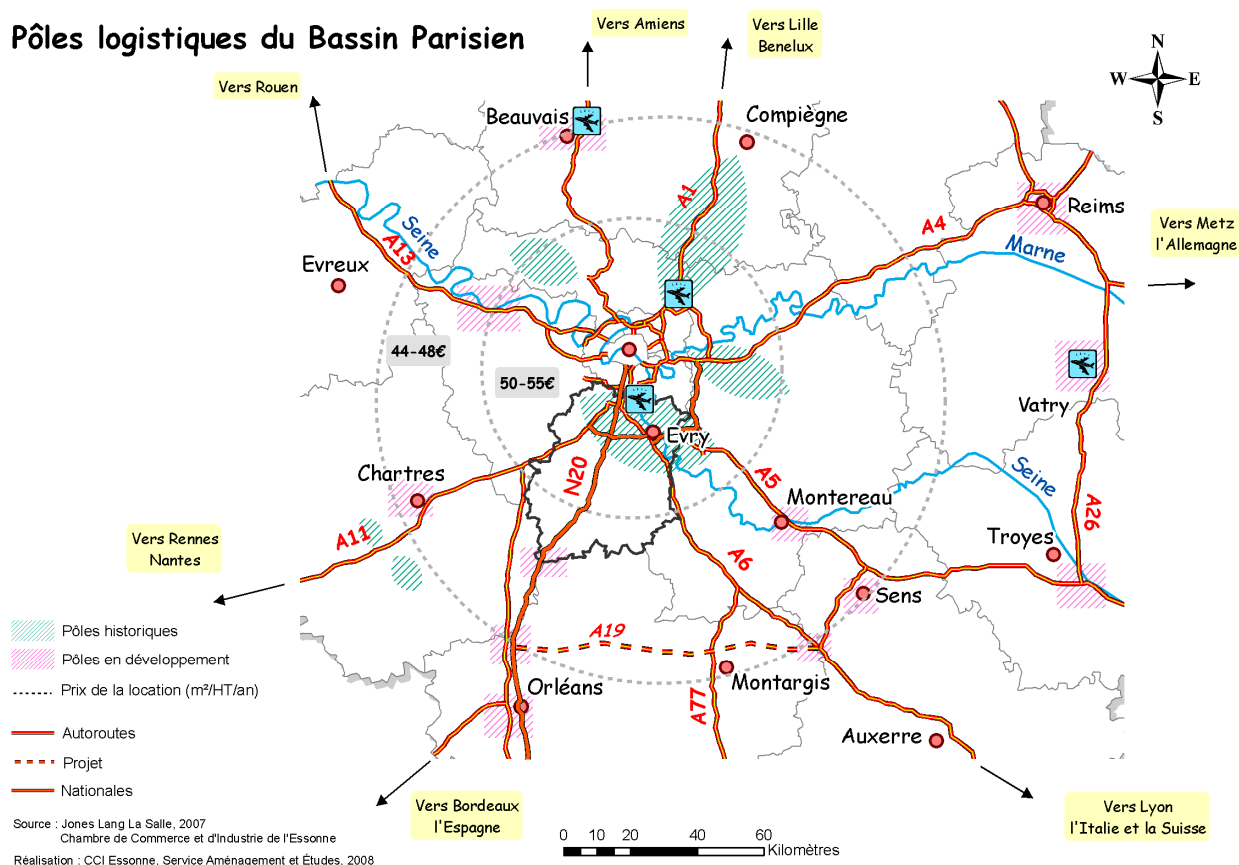 Pôles logistiques du Bassin Parisien
Vers Amiens
Vers Lille
Benelux
N
W
E
S
Vers Rouen
Beauvais
Compiègne
A1
Reims
Seine
A13
A4
Marne
Vers Metz
l'Allemagne
Evreux
44-48€
50-55€
Vatry
Evry
Chartres
N20
A5
Montereau
Seine
A26
A11
Troyes
Vers Rennes
Nantes
A6
Sens
A19
Pôles historiques
Pôles en développement
Prix de la location (m²/HT/an)
Orléans
Montargis
A77
Autoroutes
Auxerre
Projet
Nationales
Vers Bordeaux
l'Espagne
Vers Lyon
l'Italie et la Suisse
Source : Jones Lang La Salle, 2007
Chambre de Commerce et d'Industrie de l'Essonne
Réalisation : CCI Essonne, Service Aménagement et Études, 2008
0 10 20 40 60
Kilomètres